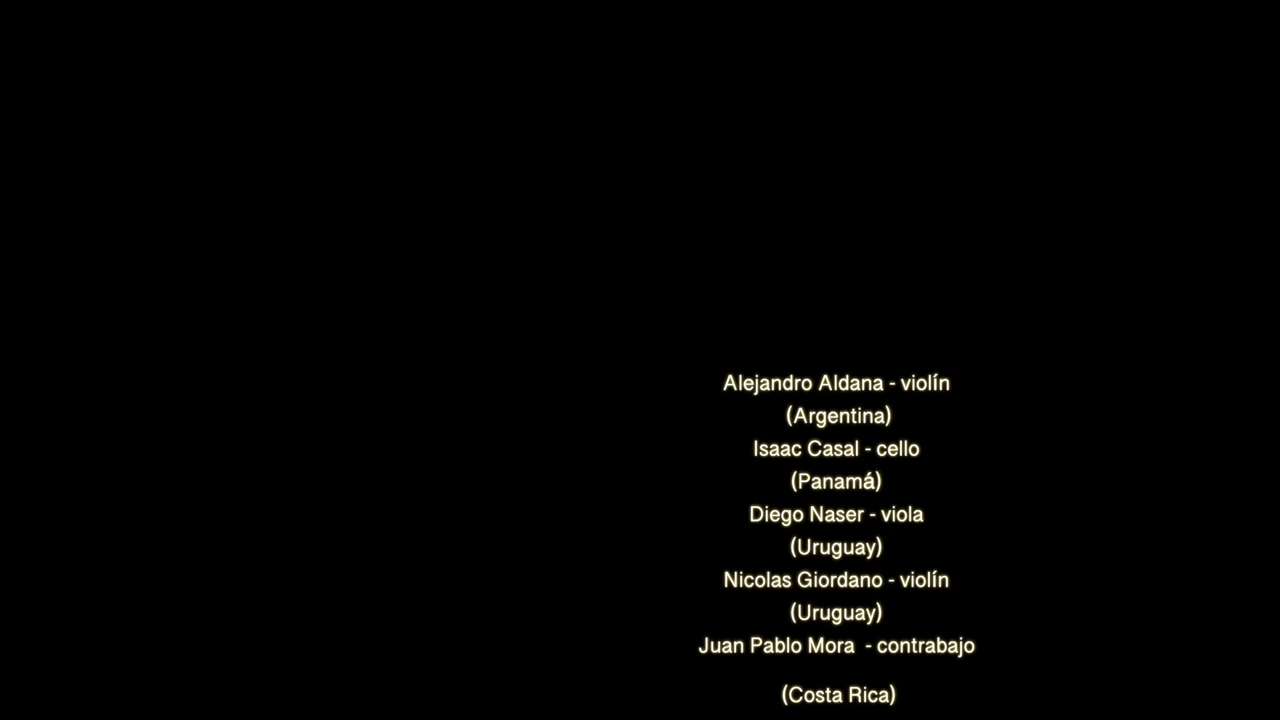 Alejandro Aldana - violín
(Argentina)
Isaac Casal - cello
(Panamá)
Diego Naser - viola
(Uruguay)
Nicolas Giordano - violín
(Uruguay)
Juan Pablo Mora  - contrabajo
(Costa Rica)